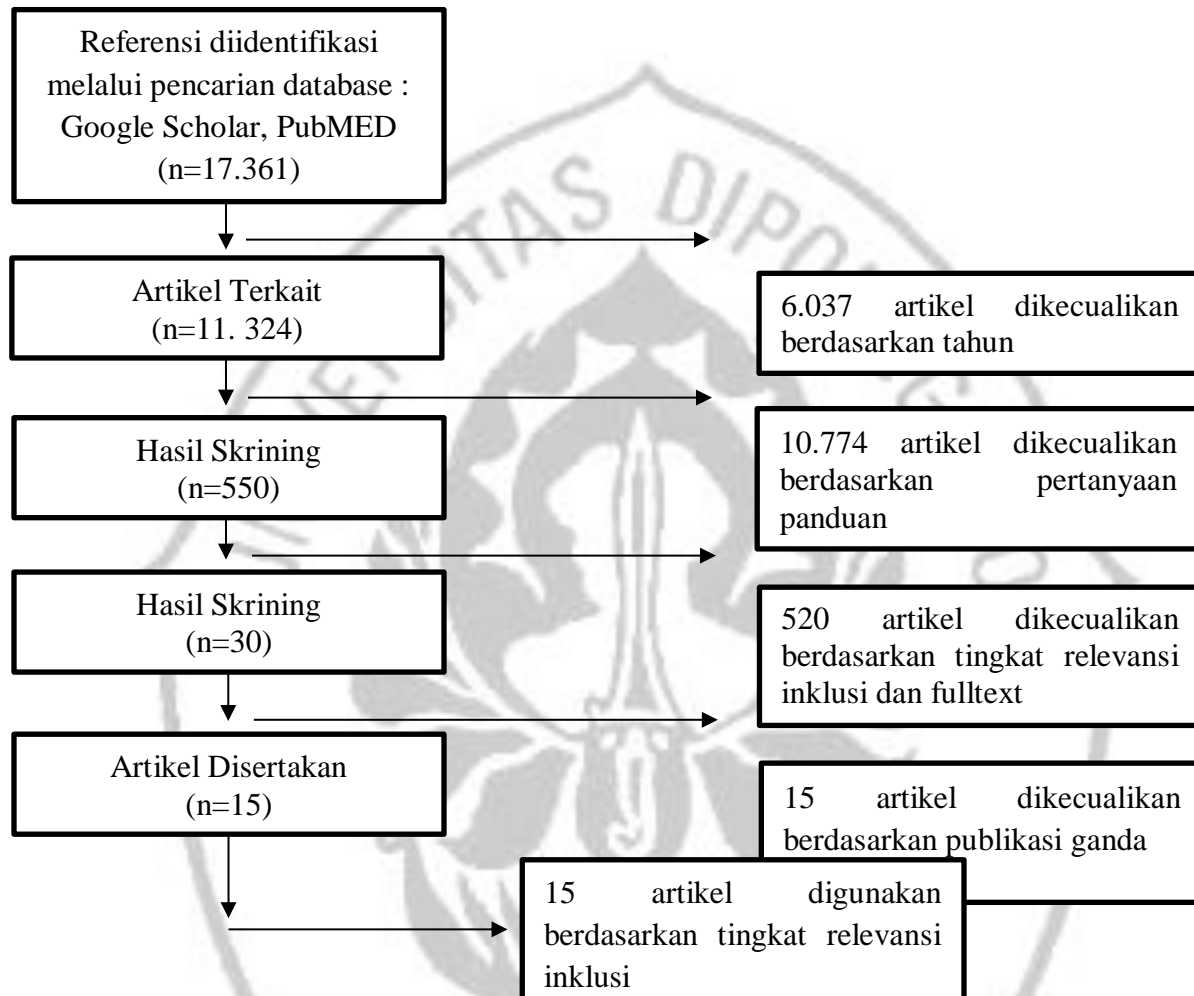 Referensi diidentifikasi
melalui pencarian database :
Google Scholar, PubMED
(n=17.361)
Artikel Terkait
(n=11. 324)
6.037 artikel dikecualikan
berdasarkan tahun
Hasil Skrining
(n=550)
10.774 artikel dikecualikan
berdasarkan pertanyaan
panduan
Hasil Skrining
(n=30)
520 artikel dikecualikan
berdasarkan tingkat relevansi
inklusi dan fulltext
Artikel Disertakan
(n=15)
15 artikel dikecualikan
berdasarkan publikasi ganda
15 artikel digunakan
berdasarkan tingkat relevansi
inklusi